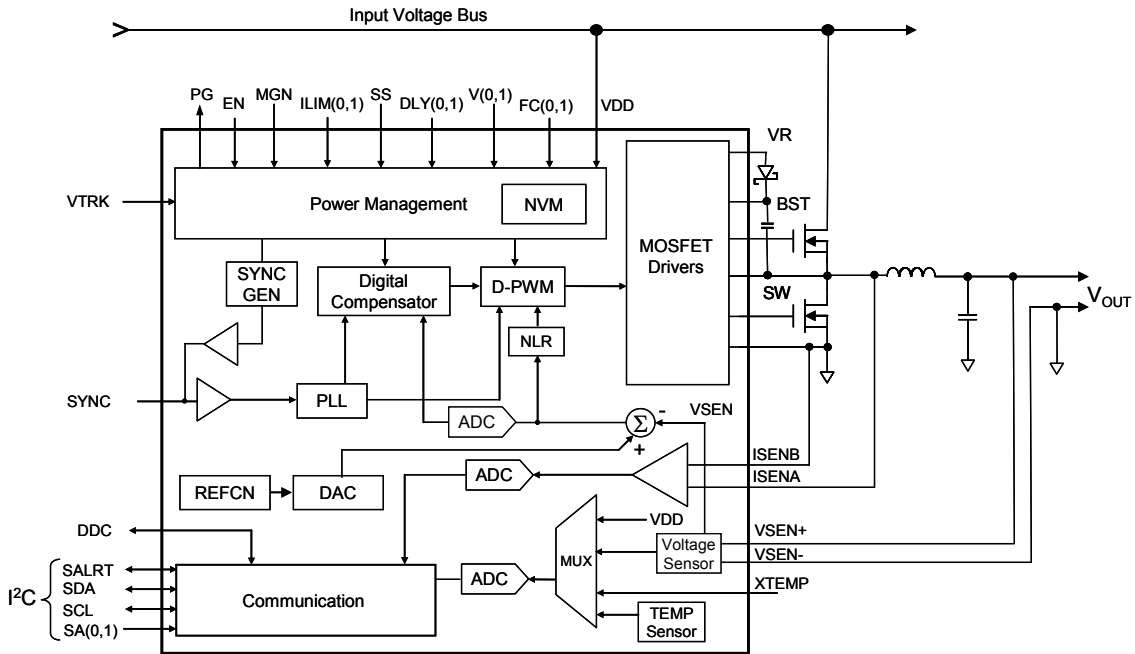 Input Voltage Bus
PG
EN
MGN
ILIM(0,1)
SS
DLY(0,1)
V(0,1)
FC(0,1)
VDD
VR
VTRK
Power Management
NVM
BST
MOSFET
Drivers
SYNC
GEN
Digital
Compensator
D-PWM
SW
VOUT
NLR
SYNC
PLL
ADC
Σ
-
+
VSEN
ISENB
ISENA
ADC
REFCN
DAC
VDD
DDC
VSEN+
VSEN-
MUX
Voltage
Sensor
XTEMP
I2C
SALRT
SDA
SCL
SA(0,1)
Communication
ADC
TEMP
Sensor